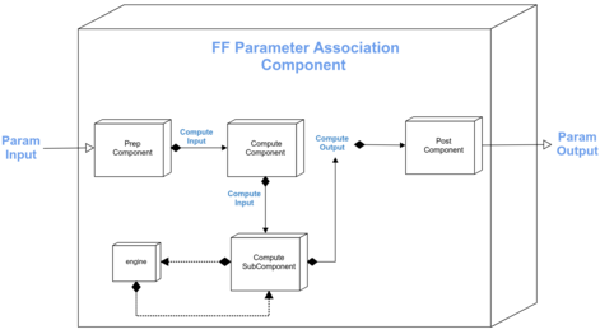 FF Parameter Association
Component
Param
Input
Prep
Component
Compute
Input
Compute
Component
Compute
Output
Post
Component
Param
Output
Compute
Input
engine
Compute
SubComponent